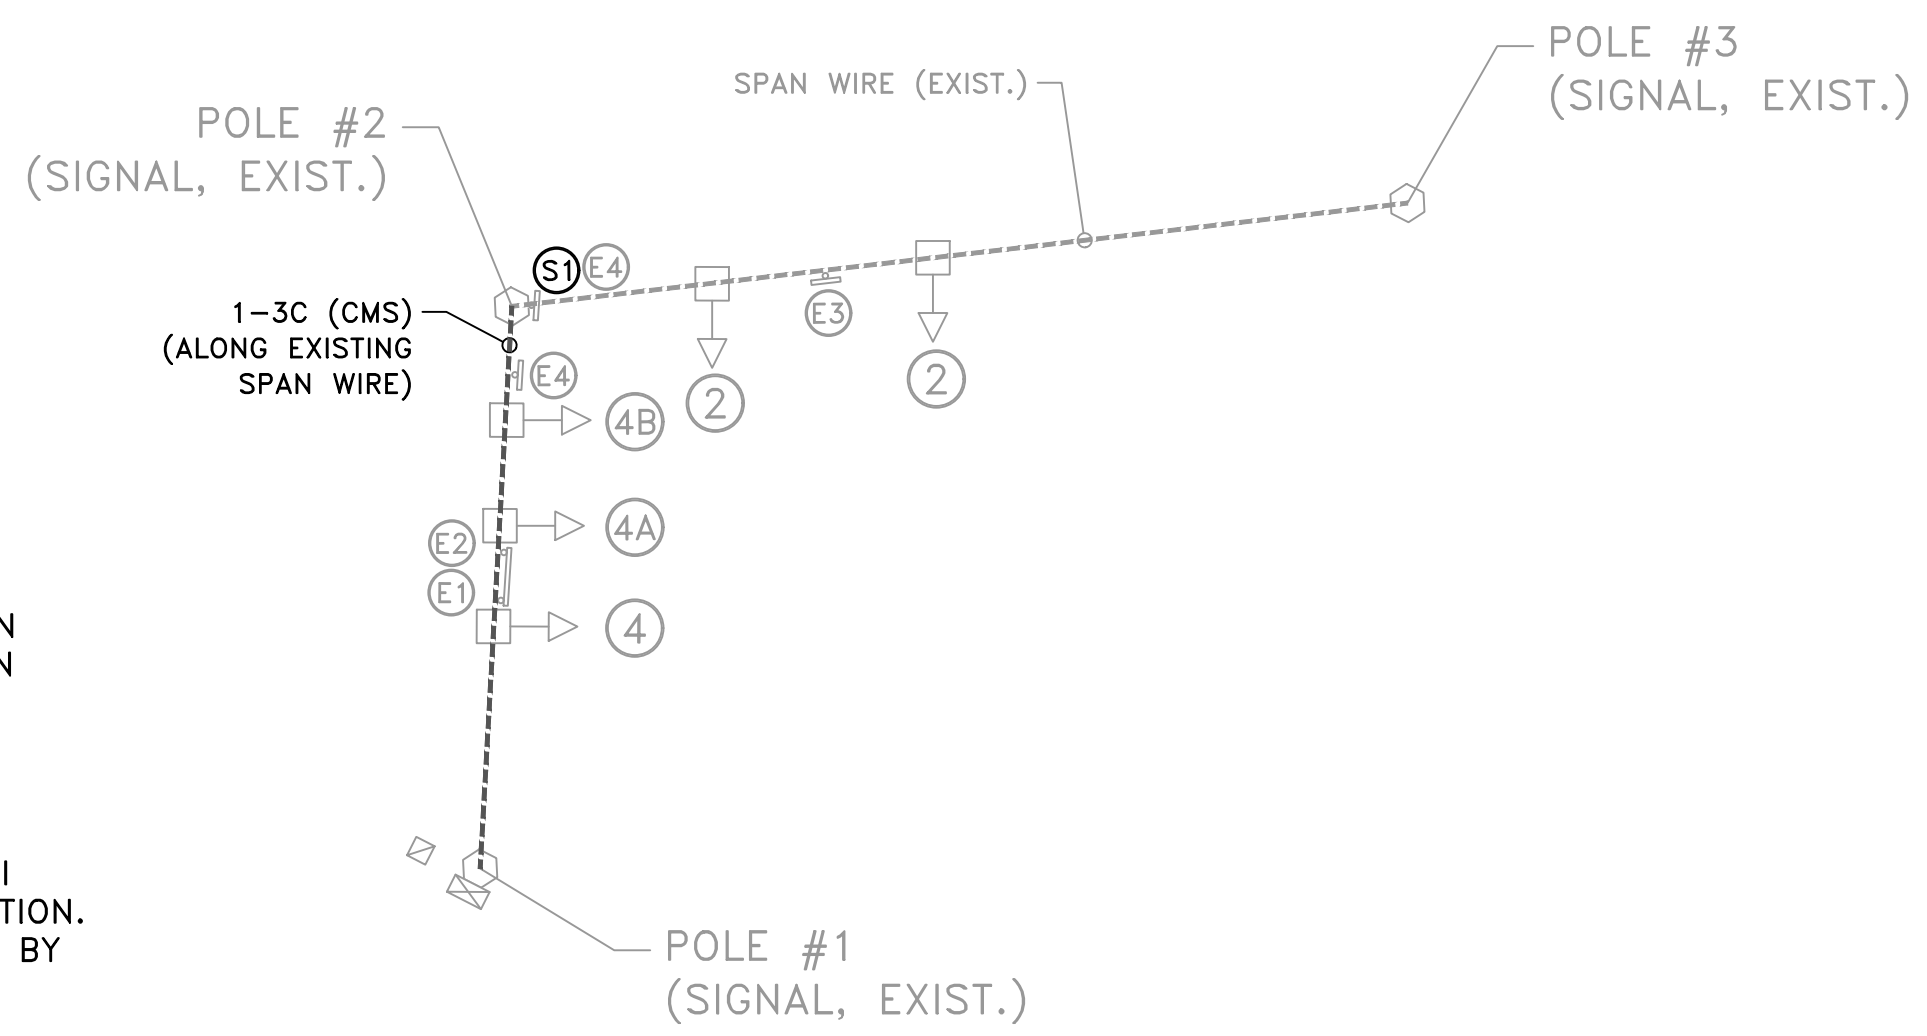 POLE #3
(SIGNAL, EXIST.)
SPAN WIRE (EXIST.)
POLE #2
(SIGNAL, EXIST.)
S1
E4
E3
1-3C (CMS)
(ALONG EXISTING
SPAN WIRE)
E4
2
2
4B
4A
E2
E1
4
N
N
I
TION.
BY
POLE #1
(SIGNAL, EXIST.)